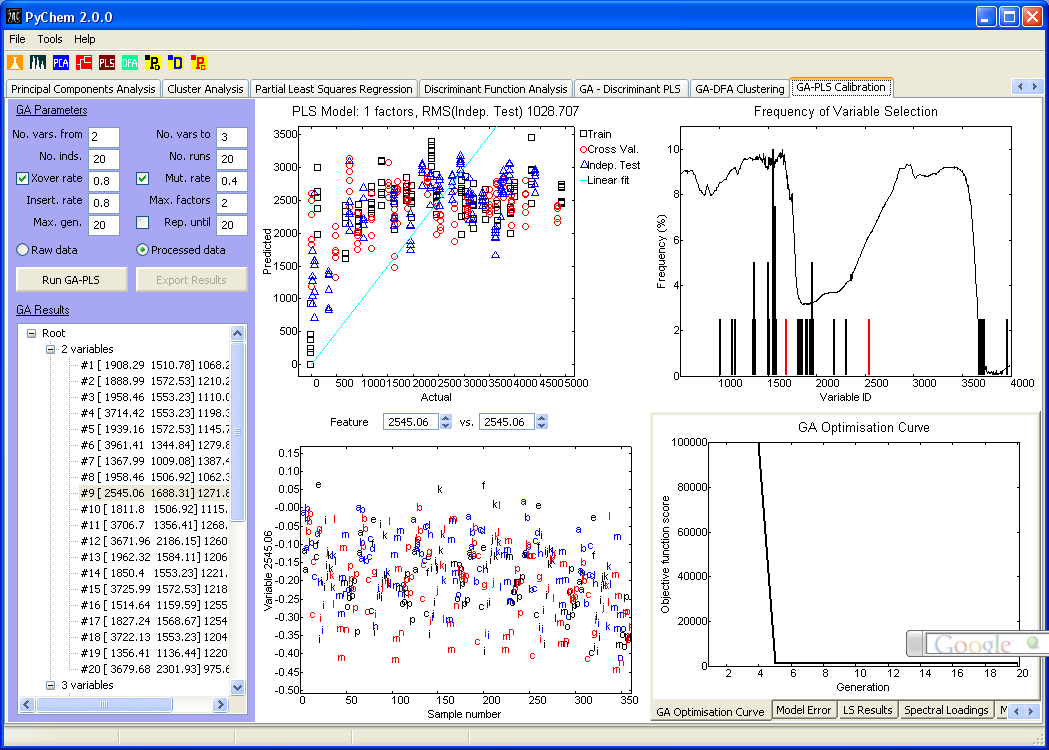 PyChem 2.0.0
File Tools Help
PCA PLS DFA P D P
Principal Components Analysis Cluster Analysis Partial Least Squares Regression Discriminant Function Analysis GA - Discriminant PLS GA-DFA Clustering GA-PLS Calibration
GA Parameters
No. vars. from 2 No. vars to 3
No. inds. 20 No. runs 20
Xover rate 0.8 Mut. rate 0.4
Insert. rate 0.8 Max. factors 2
Max. gen. 20 Rep. until 20
Raw data Processed data
Run GA-PLS Export Results
GA Results
Root
2 variables
#1 [ 1908.29 1510.78] 1068.2
#2 [ 1888.99 1572.53] 1210.2
#3 [ 1958.46 1553.23] 1110.0
#4 [ 3714.42 1553.23] 1198.3
#5 [ 1939.16 1572.53] 1145.7
#6 [ 3961.41 1344.84] 1279.8
#7 [ 1367.99 1009.08] 1387.4
#8 [ 1958.46 1506.92] 1062.3
#9 [ 2545.06 1688.31] 1271.8
#10 [ 1811.8 1506.92] 1115.
#11 [ 3706.7 1356.41] 1268.
#12 [ 3671.96 2186.15] 1260
#13 [ 1962.32 1584.11] 1206
#14 [ 1850.4 1553.23] 1221.
#15 [ 3725.99 1572.53] 1218
#16 [ 1514.64 1159.59] 1255
#17 [ 1827.24 1568.67] 1254
#18 [ 3722.13 1553.23] 1204
#19 [ 1356.41 1136.44] 1220
#20 [ 3679.68 2301.93] 975.6
3 variables
PLS Model: 1 factors, RMS(Indep. Test) 1028.707
3500
3000
2500
2000
1500
1000
500
0
Predicted
0 500 1000 1500 2000 2500 3000 3500 4000 4500 5000
Actual
Train
Cross Val.
Indep. Test
Linear fit
Frequency of Variable Selection
10
8
6
4
2
0
Frequency (%)
1000 1500 2000 2500 3000 3500 4000
Variable ID
Feature 2545.06 vs. 2545.06
0.15
0.10
0.05
-0.00
-0.05
-0.10
-0.15
-0.20
-0.25
-0.30
-0.35
-0.40
-0.45
-0.50
Variable 2545.06
0 50 100 150 200 250 300 350
Sample number
GA Optimisation Curve
100000
80000
60000
40000
20000
0
Objective function score
2 4 6 8 10 12 14 16 18 20
Generation
Google
GA Optimisation Curve Model Error LS Results Spectral Loadings